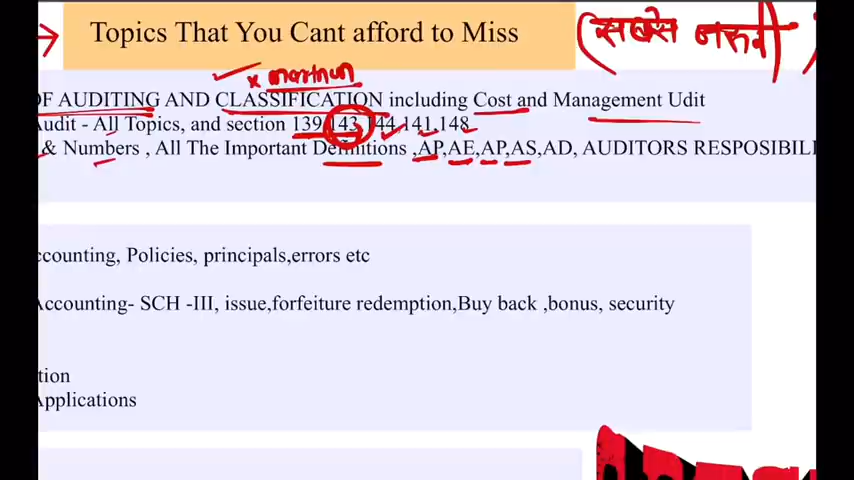 Topics That You Cant afford to Miss
(सबसे जरूरी)
x maximum
OF AUDITING AND CLASSIFICATION including Cost and Management Udit
Audit - All Topics, and section 139,143,144,141,148
& Numbers , All The Important Definitions ,AP,AE,AP,AS,AD, AUDITORS RESPOSIBILI
ccounting, Policies, principals,errors etc
Accounting- SCH -III, issue,forfeiture redemption,Buy back ,bonus, security
tion
Applications